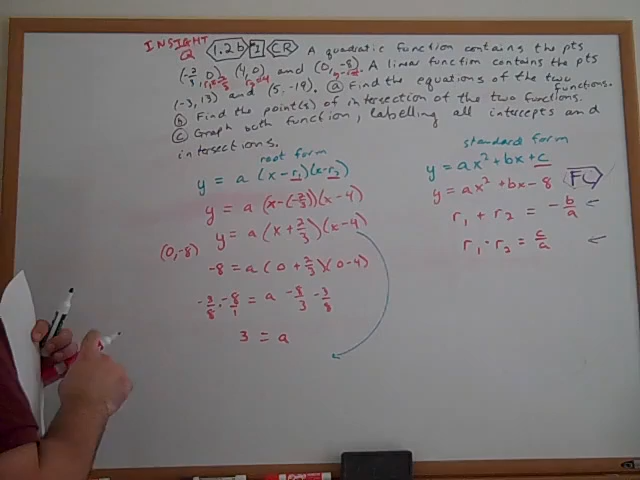 INSIGHT Q 1.2b #1 CR A quadratic function contains the pts
(-2/3, 0), (4, 0) and (0, -8). A linear function contains the pts
r₂=4 y-int.
(-3, 13) and (5, -19). a Find the equations of the two functions.
b Find the point(s) of intersection of the two functions.
c Graph both function, labelling all intercepts and
intersections.
root form
y = a (x - r₁)(x - r₂)
y = a (x - (-2/3))(x - 4)
y = a (x + 2/3)(x - 4)
(0, -8)
-8 = a (0 + 2/3)(0 - 4)
-3/8 · -8/1 = a -8/3 · -3/8
3 = a
standard form
y = ax² + bx + c
y = ax² + bx - 8 FC
r₁ + r₂ = -b/a
r₁ · r₂ = c/a